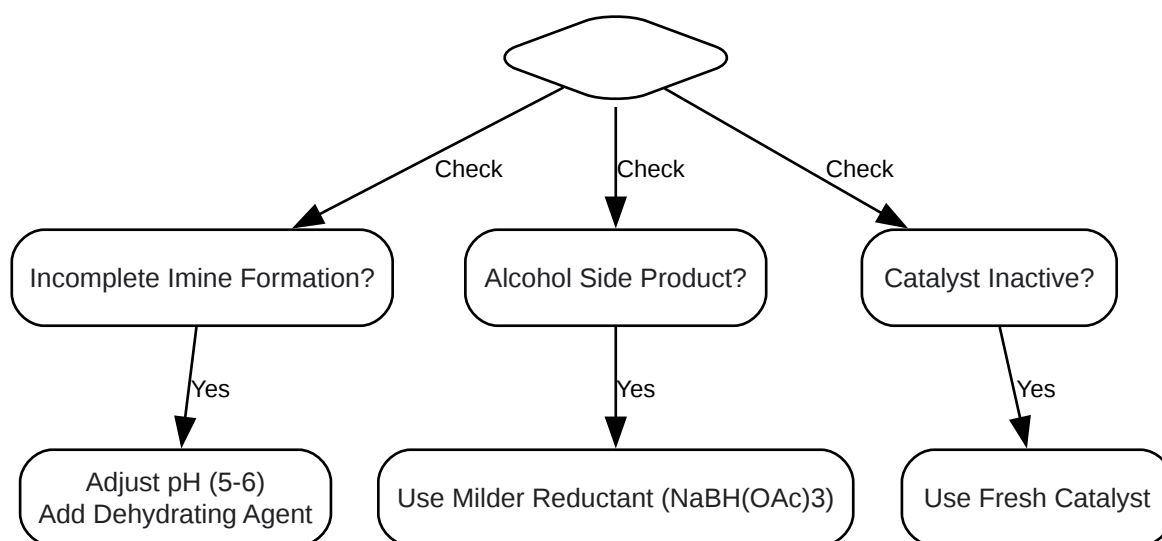 Check
Check
Check
Incomplete Imine Formation?
Alcohol Side Product?
Catalyst Inactive?
Yes
Yes
Yes
Adjust pH (5-6)
Add Dehydrating Agent
Use Milder Reductant (NaBH(OAc)3)
Use Fresh Catalyst